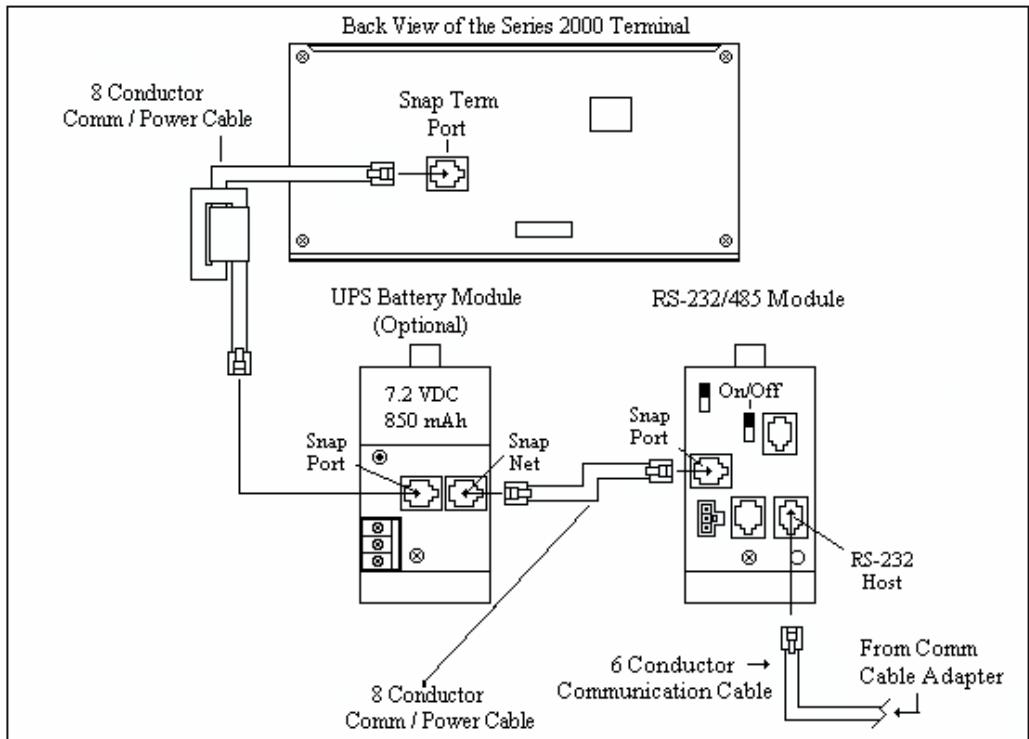 Back View of the Series 2000 Terminal
8 Conductor
Comm / Power Cable
Snap Term
Port
UPS Battery Module
(Optional)
RS-232/485 Module
7.2 VDC
850 mAh
On/Off
Snap
Port
Snap
Net
Snap
Port
RS-232
Host
8 Conductor
Comm / Power Cable
6 Conductor
Communication Cable
From Comm
Cable Adapter